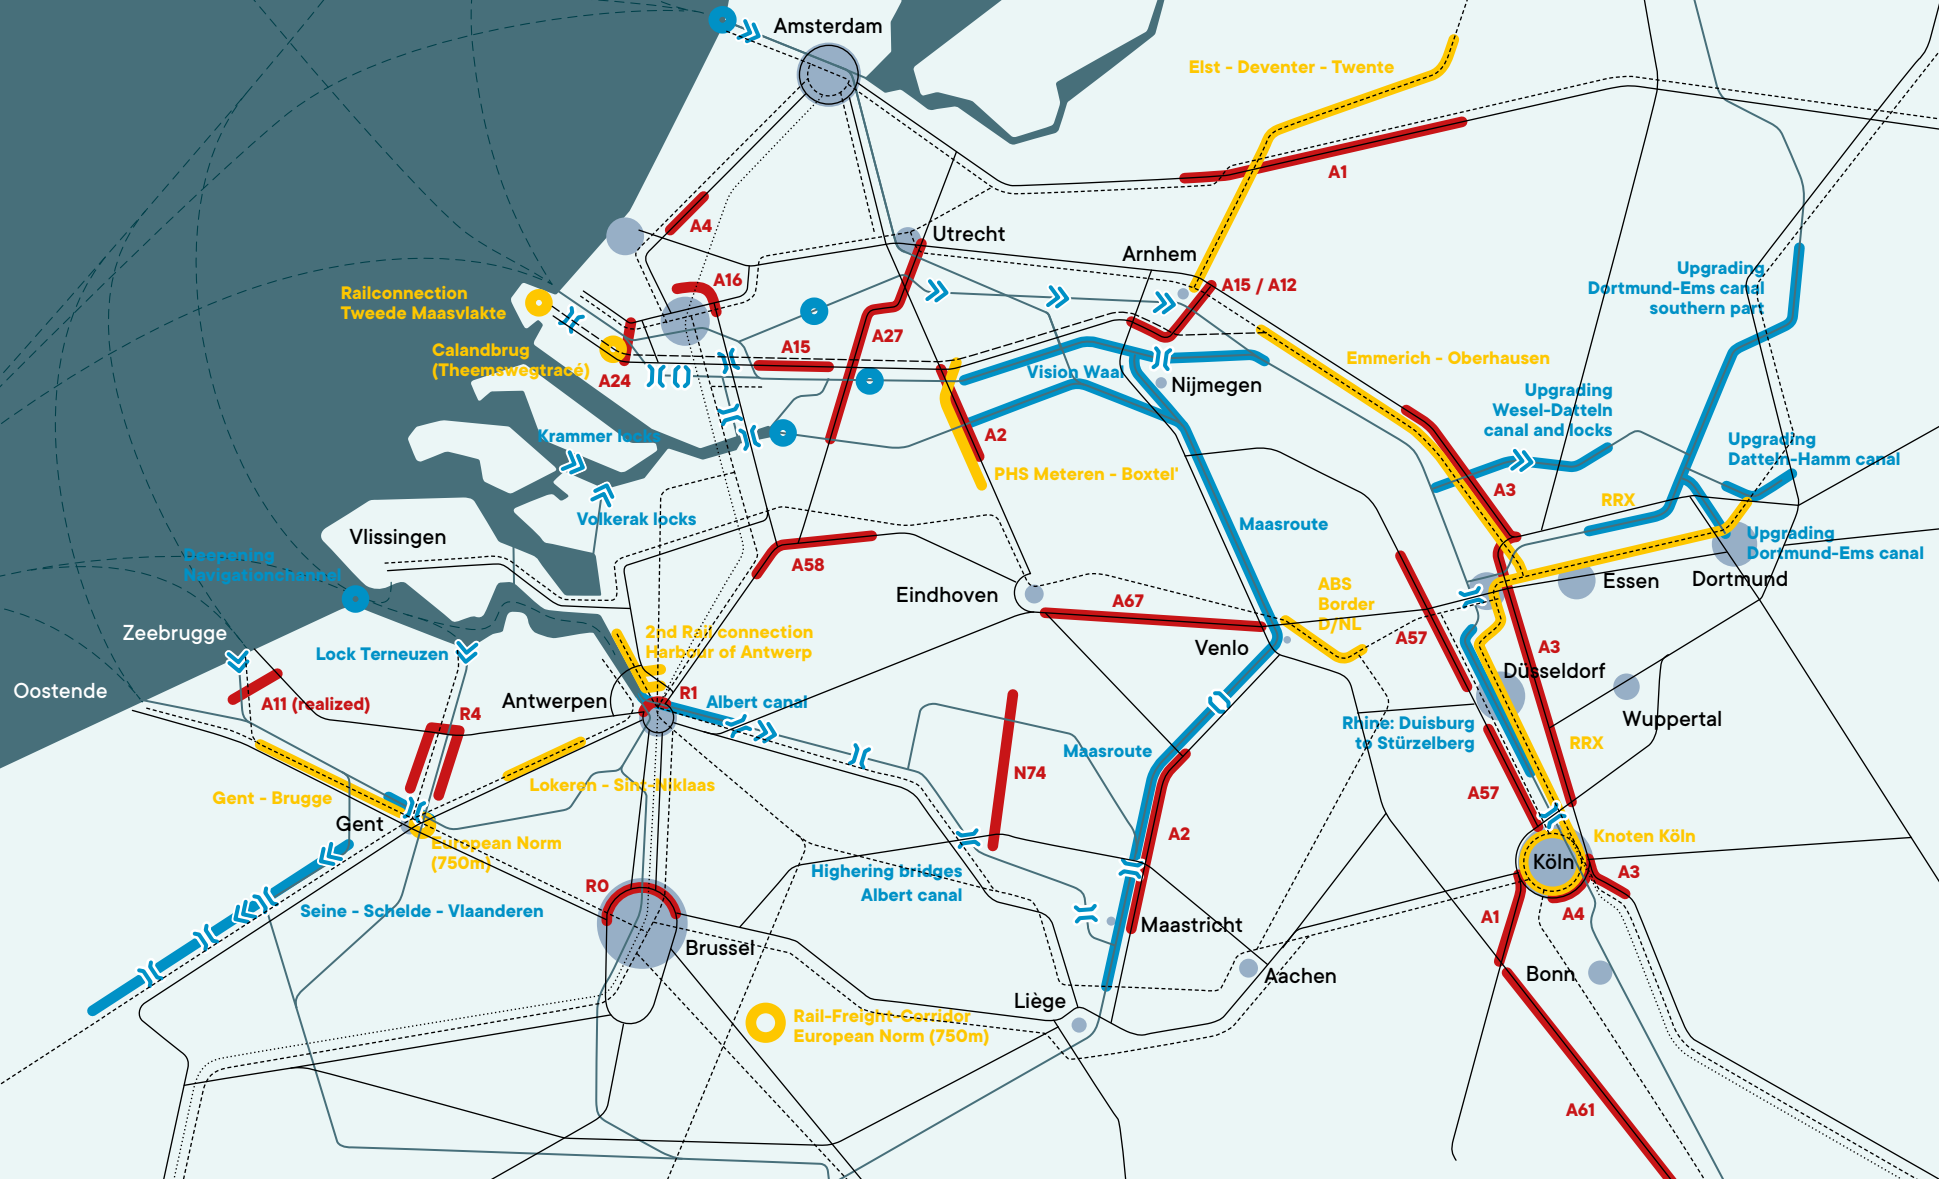 Amsterdam
Elst - Deventer - Twente
A1
A4
Utrecht
Arnhem
A16
A15 / A12
Upgrading
Dortmund-Ems canal
southern part
Railconnection
Tweede Maasvlakte
A27
A15
Calandbrug
(Theemswegtracé)
A24
Vision Waal
Nijmegen
Emmerich - Oberhausen
Upgrading
Wesel-Datteln
canal and locks
Krammer locks
A2
Upgrading
Datteln-Hamm canal
PHS Meteren - Boxtel'
A3
RRX
Volkerak locks
Maasroute
Vlissingen
Upgrading
Dortmund-Ems canal
Deepening
Navigationchannel
A58
Eindhoven
A67
ABS
Border
D/NL
Essen
Dortmund
Zeebrugge
2nd Rail connection
Harbour of Antwerp
A57
A3
Lock Terneuzen
Venlo
Düsseldorf
Oostende
A11 (realized)
Antwerpen
R1
Albert canal
R4
Rhine: Duisburg
to Stürzelberg
Wuppertal
Maasroute
RRX
N74
Lokeren - Sint-Niklaas
Gent - Brugge
A57
Gent
European Norm
(750m)
A2
Knoten Köln
Köln
Highering bridges
Albert canal
A3
R0
Seine - Schelde - Vlaanderen
Maastricht
A1
A4
Brussel
Aachen
Bonn
Liège
Rail-Freight-Corridor
European Norm (750m)
A61